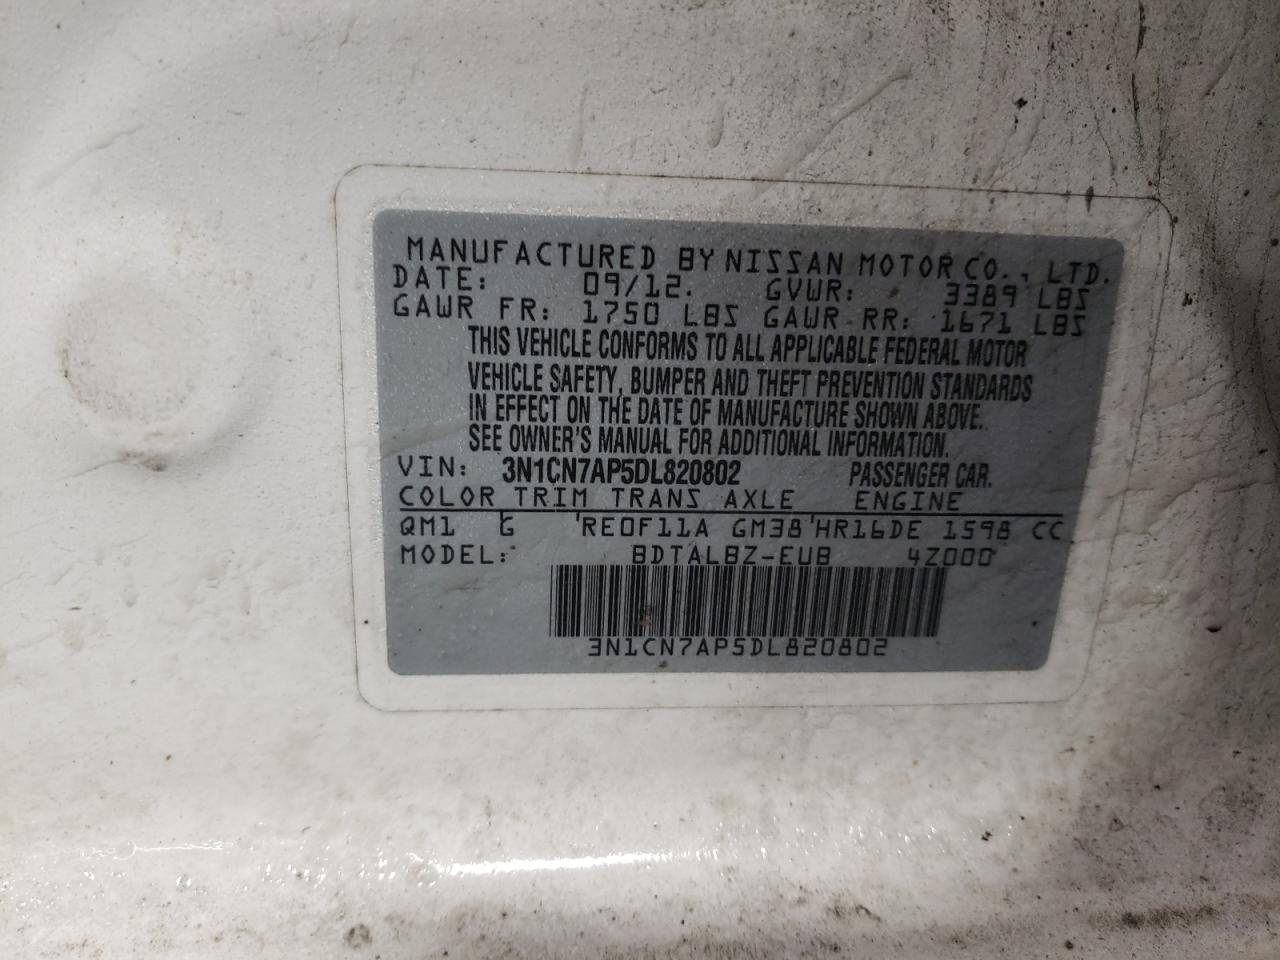 MANUFACTURED BY NISSAN MOTOR CO., LTD.
DATE: 09/12. GVWR: 3389 LBS
GAWR FR: 1750 LBS GAWR RR: 1671 LBS
THIS VEHICLE CONFORMS TO ALL APPLICABLE FEDERAL MOTOR
VEHICLE SAFETY, BUMPER AND THEFT PREVENTION STANDARDS
IN EFFECT ON THE DATE OF MANUFACTURE SHOWN ABOVE.
SEE OWNER'S MANUAL FOR ADDITIONAL INFORMATION.
VIN: 3N1CN7AP5DL820802 PASSENGER CAR.
COLOR TRIM TRANS AXLE ENGINE
QM1 G RE0F11A GM38 HR16DE 1598 CC
MODEL: BDTALBZ-EUB 4Z000
3N1CN7AP5DL820802